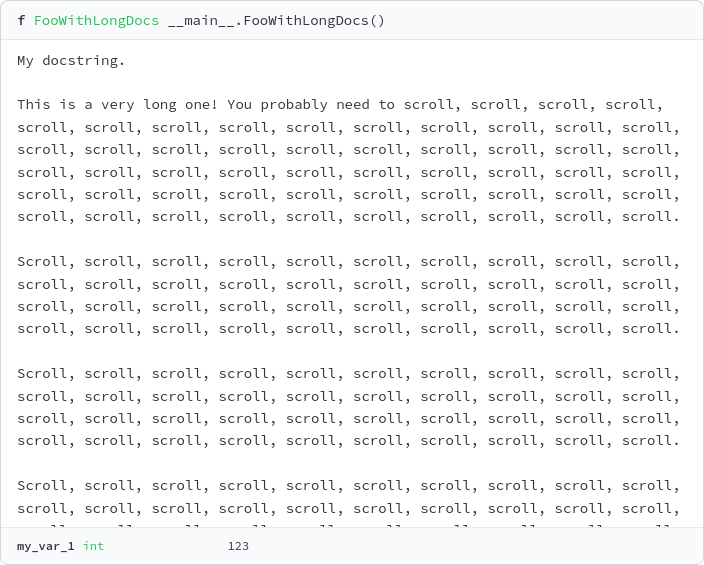 f FooWithLongDocs __main__.FooWithLongDocs()
My docstring.
This is a very long one! You probably need to scroll, scroll, scroll, scroll,
scroll, scroll, scroll, scroll, scroll, scroll, scroll, scroll, scroll, scroll,
scroll, scroll, scroll, scroll, scroll, scroll, scroll, scroll, scroll, scroll,
scroll, scroll, scroll, scroll, scroll, scroll, scroll, scroll, scroll, scroll,
scroll, scroll, scroll, scroll, scroll, scroll, scroll, scroll, scroll, scroll,
scroll, scroll, scroll, scroll, scroll, scroll, scroll, scroll, scroll, scroll.
Scroll, scroll, scroll, scroll, scroll, scroll, scroll, scroll, scroll, scroll,
scroll, scroll, scroll, scroll, scroll, scroll, scroll, scroll, scroll, scroll,
scroll, scroll, scroll, scroll, scroll, scroll, scroll, scroll, scroll, scroll,
scroll, scroll, scroll, scroll, scroll, scroll, scroll, scroll, scroll, scroll.
Scroll, scroll, scroll, scroll, scroll, scroll, scroll, scroll, scroll, scroll,
scroll, scroll, scroll, scroll, scroll, scroll, scroll, scroll, scroll, scroll,
scroll, scroll, scroll, scroll, scroll, scroll, scroll, scroll, scroll, scroll,
scroll, scroll, scroll, scroll, scroll, scroll, scroll, scroll, scroll, scroll.
Scroll, scroll, scroll, scroll, scroll, scroll, scroll, scroll, scroll, scroll,
scroll, scroll, scroll, scroll, scroll, scroll, scroll, scroll, scroll, scroll,
my_var_1 int 123